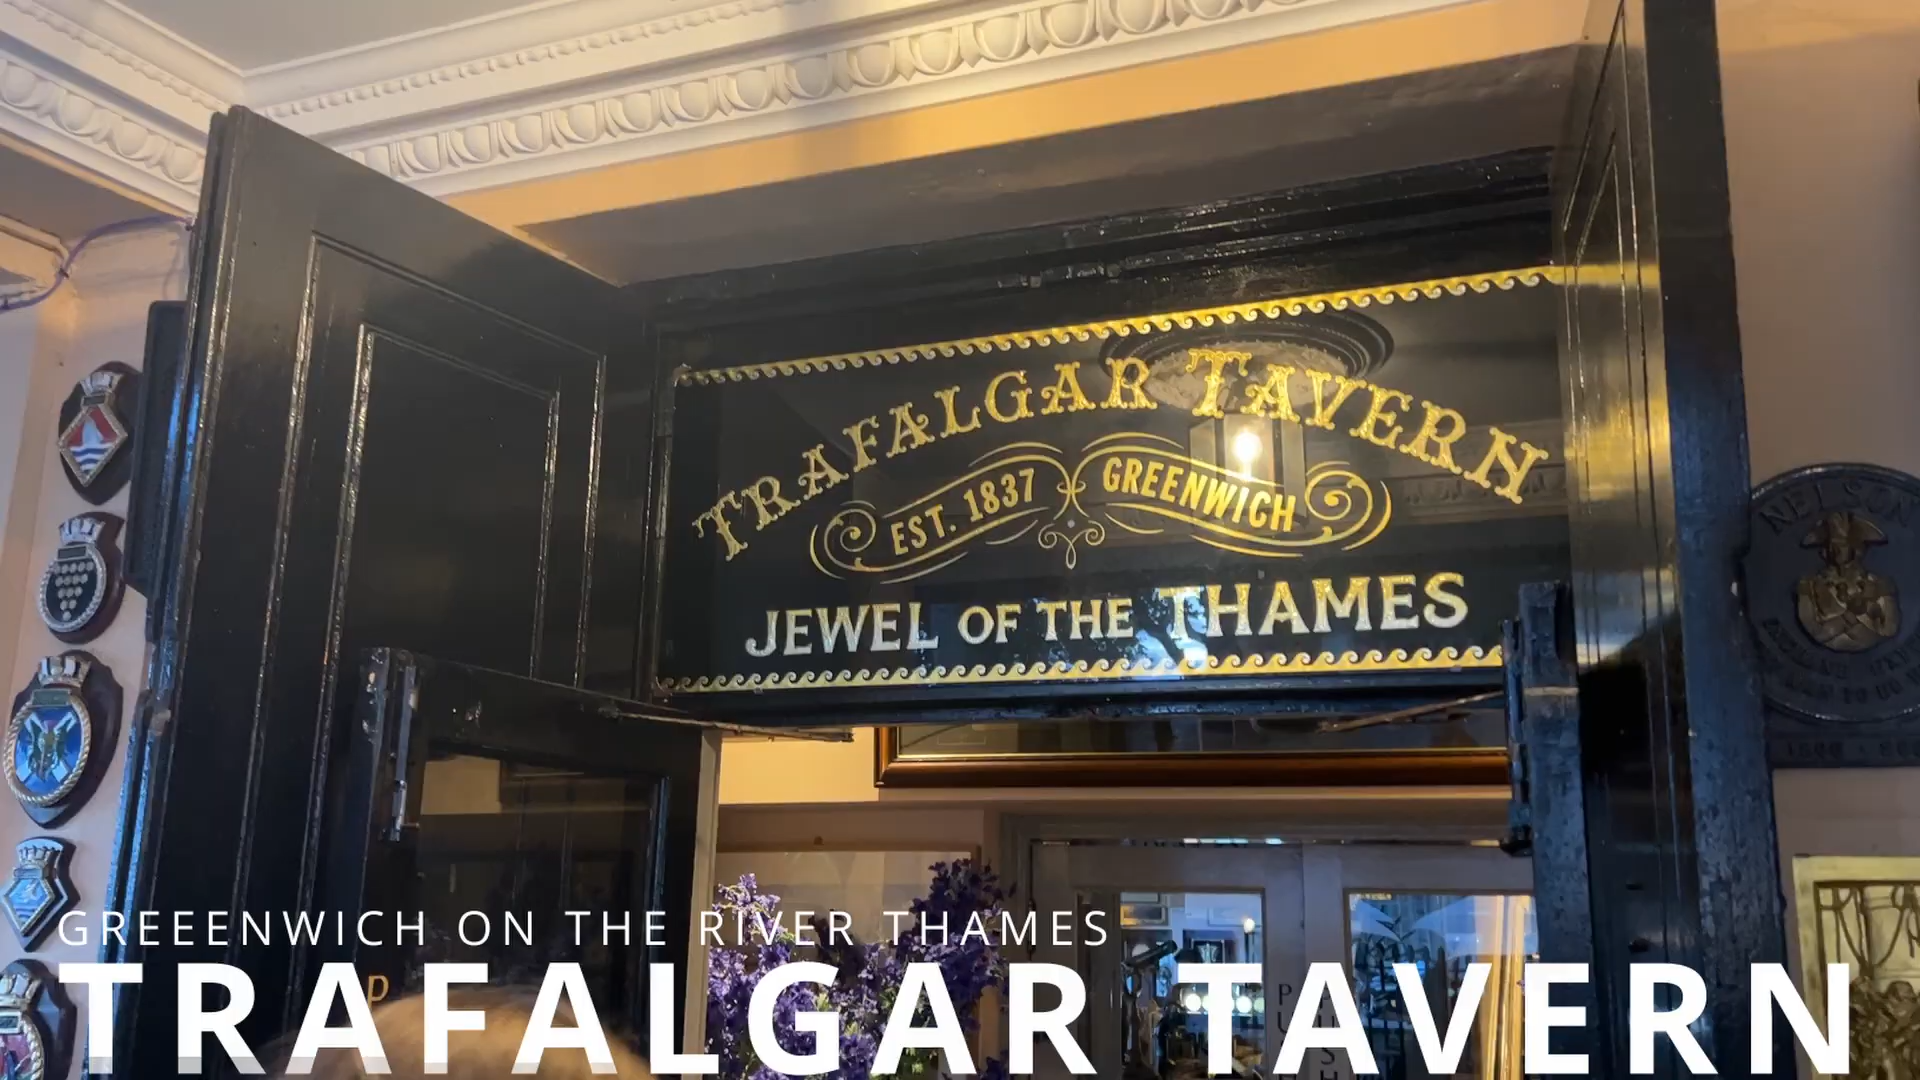 TRAFALGAR TAVERN
EST. 1837 GREENWICH
JEWEL OF THE THAMES
NELSON
GREEENWICH ON THE RIVER THAMES
TRAFALGAR TAVERN